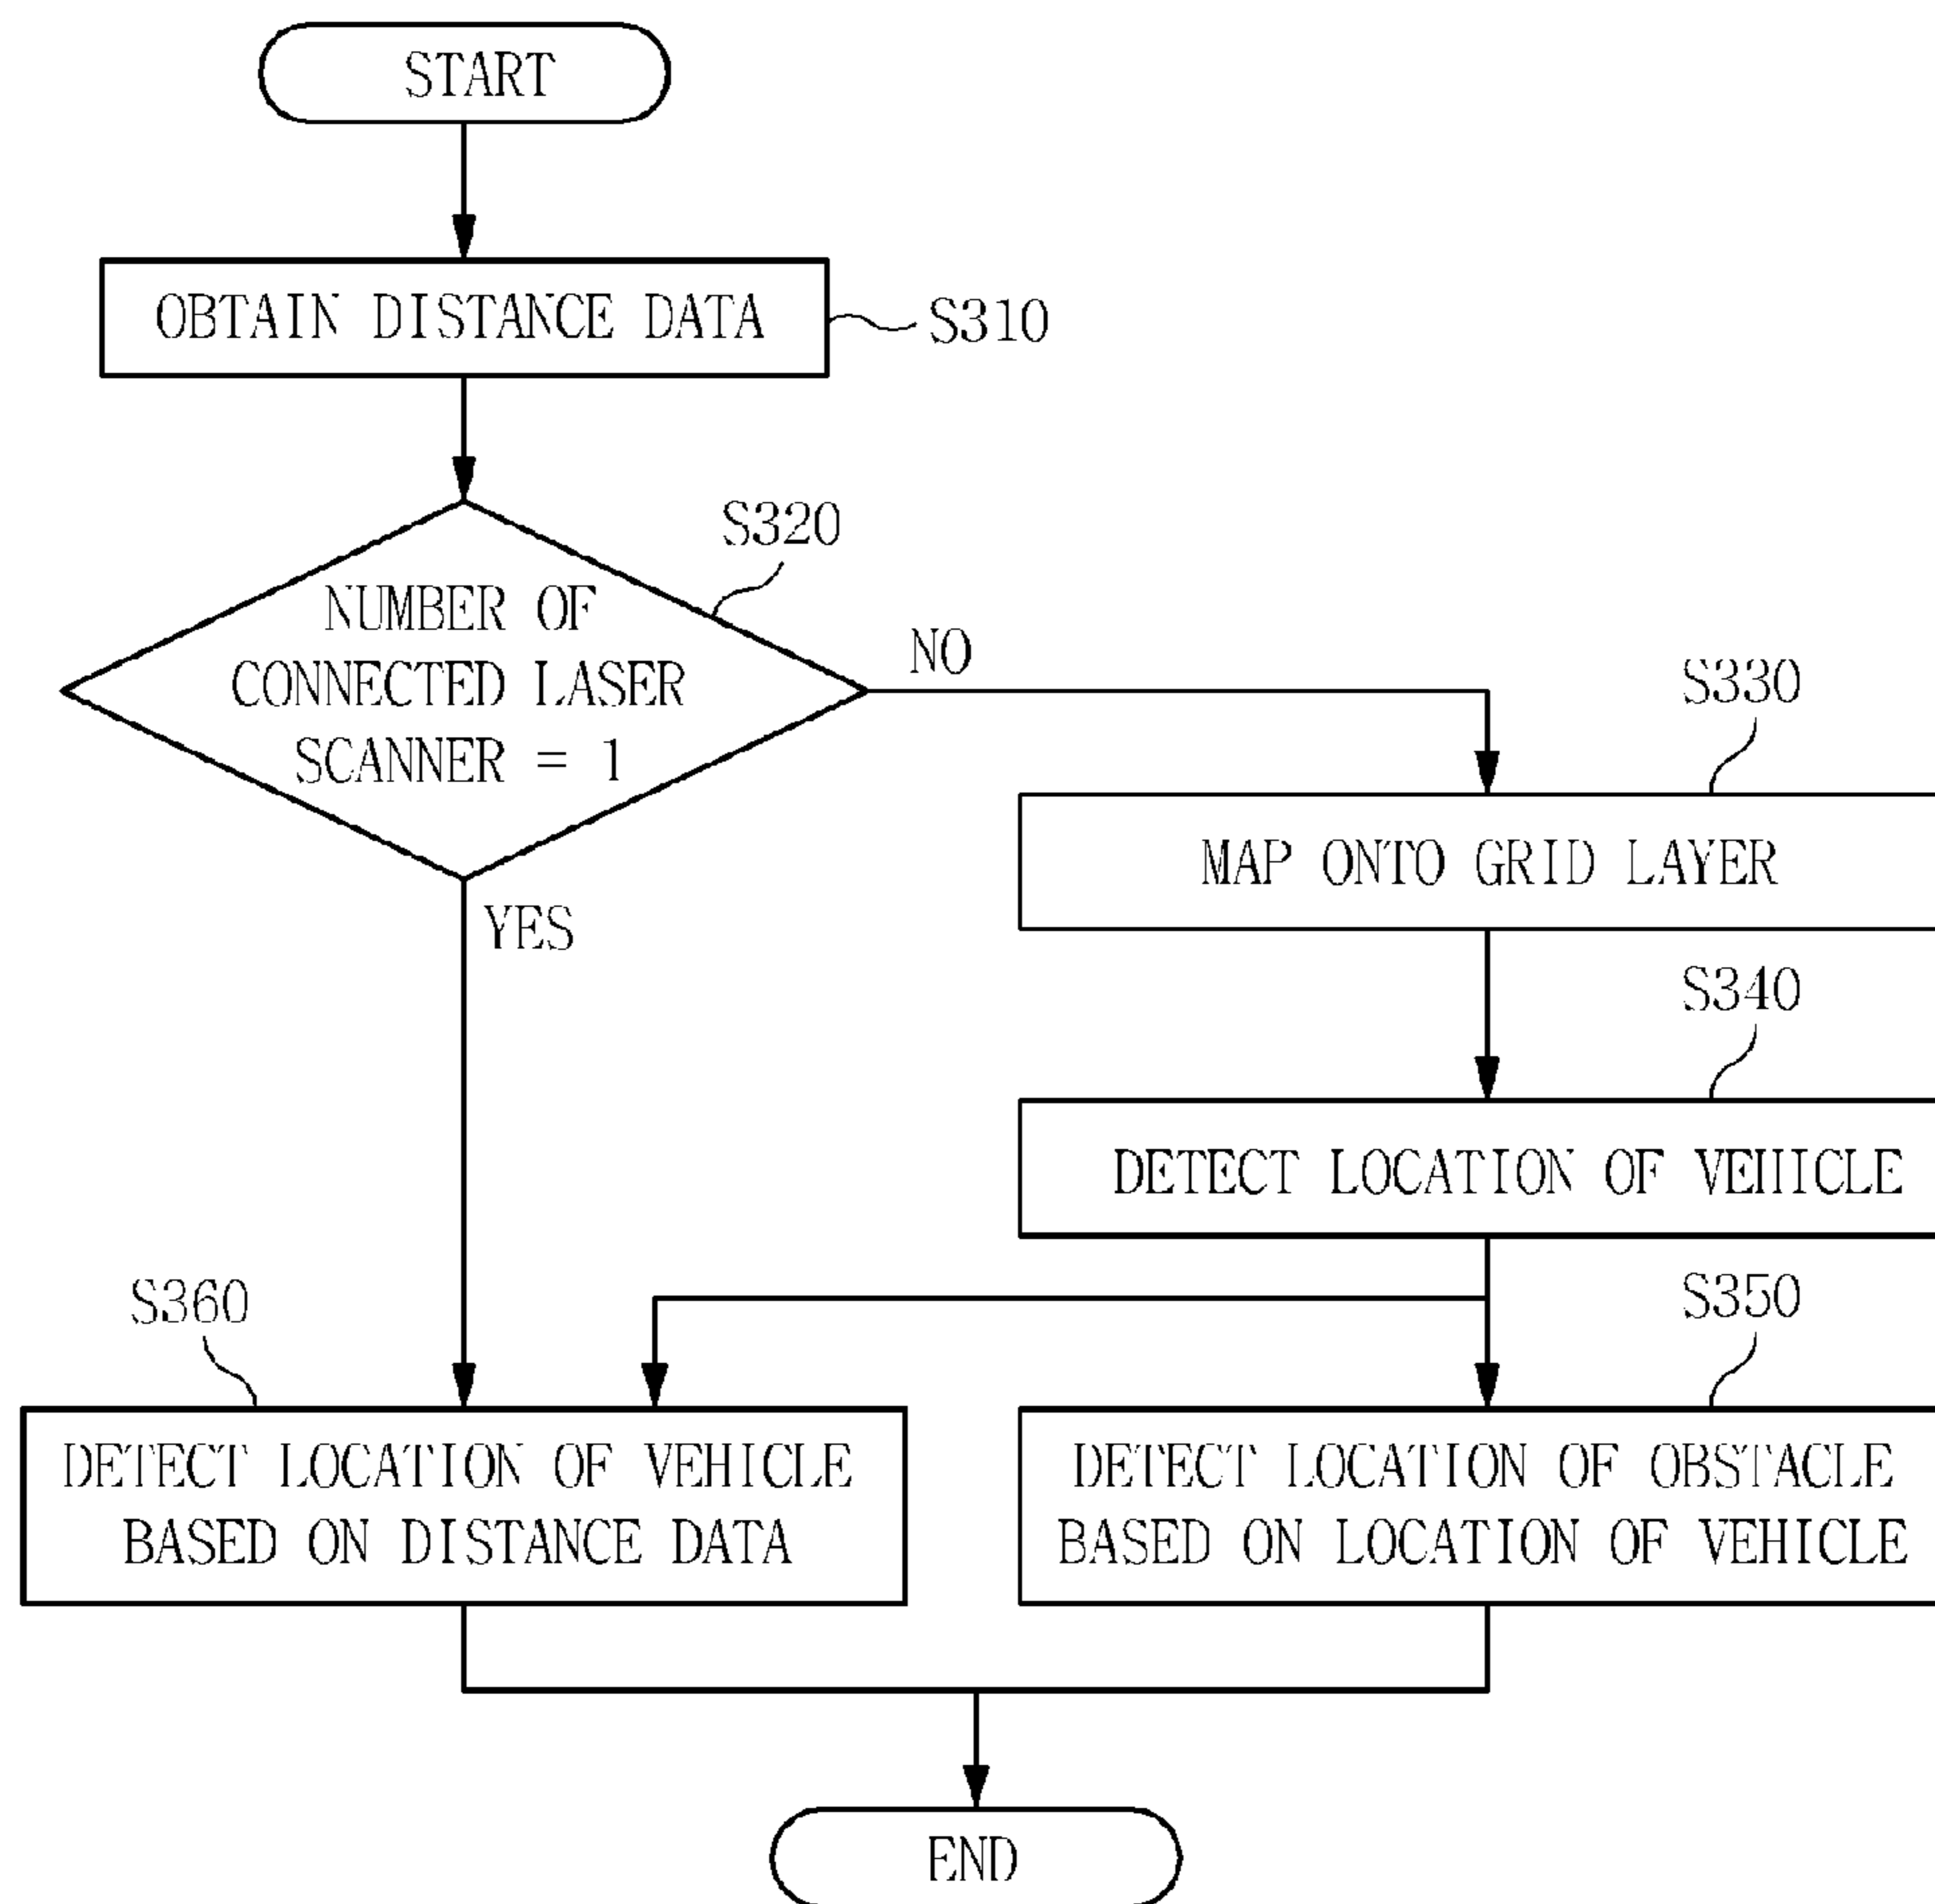 START
OBTAIN DISTANCE DATA
S310
S320
NUMBER OF
CONNECTED LASER
SCANNER = 1
NO
YES
S330
MAP ONTO GRID LAYER
S340
DETECT LOCATION OF VEHICLE
S360
DETECT LOCATION OF VEHICLE
BASED ON DISTANCE DATA
S350
DETECT LOCATION OF OBSTACLE
BASED ON LOCATION OF VEHICLE
END